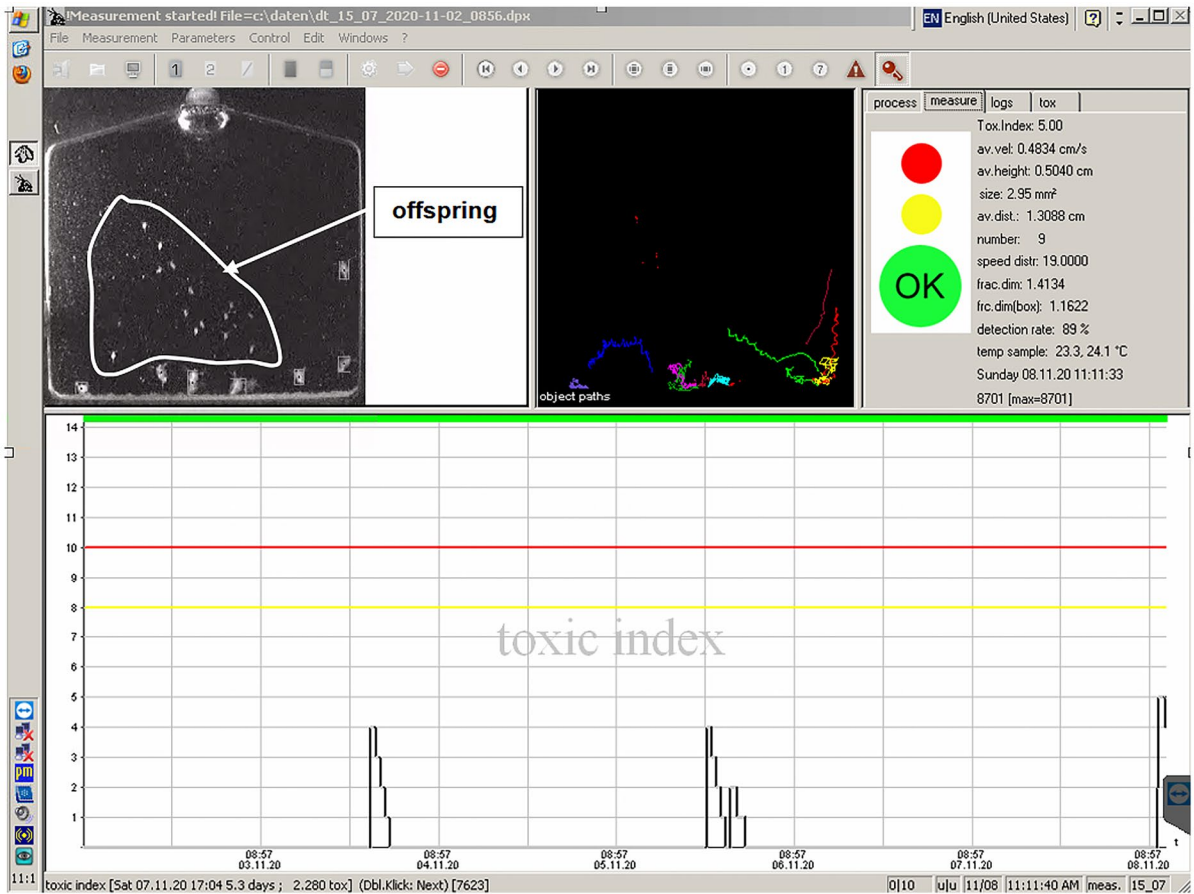 !Measurement started! File=c:\daten\dt_15_07_2020-11-02_0856.dpx
EN English (United States)
File Measurement Parameters Control Edit Windows ?
1 2
1 7
offspring
object paths
process measure logs tox
OK
Tox.Index: 5.00
av.vel: 0.4834 cm/s
av.height: 0.5040 cm
size: 2.95 mm²
av.dist.: 1.3088 cm
number: 9
speed distr: 19.0000
frac.dim: 1.4134
frc.dim(box): 1.1622
detection rate: 89 %
temp sample: 23.3, 24.1 °C
Sunday 08.11.20 11:11:33
8701 [max=8701]
14
13
12
11
10
9
8
7
6
5
4
3
2
1
toxic index
t
08:57 08:57 08:57 08:57 08:57 08:57
03.11.20 04.11.20 05.11.20 06.11.20 07.11.20 08.11.20
pm
11:1
toxic index [Sat 07.11.20 17:04 5.3 days ; 2.280 tox] (Dbl.Klick: Next) [7623]
0|10 u|u 11/08 11:11:40 AM meas. 15_07